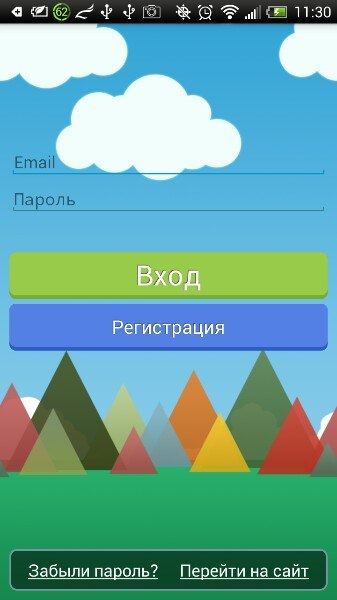 62 11:30
Email
Пароль
Вход
Регистрация
Забыли пароль? Перейти на сайт